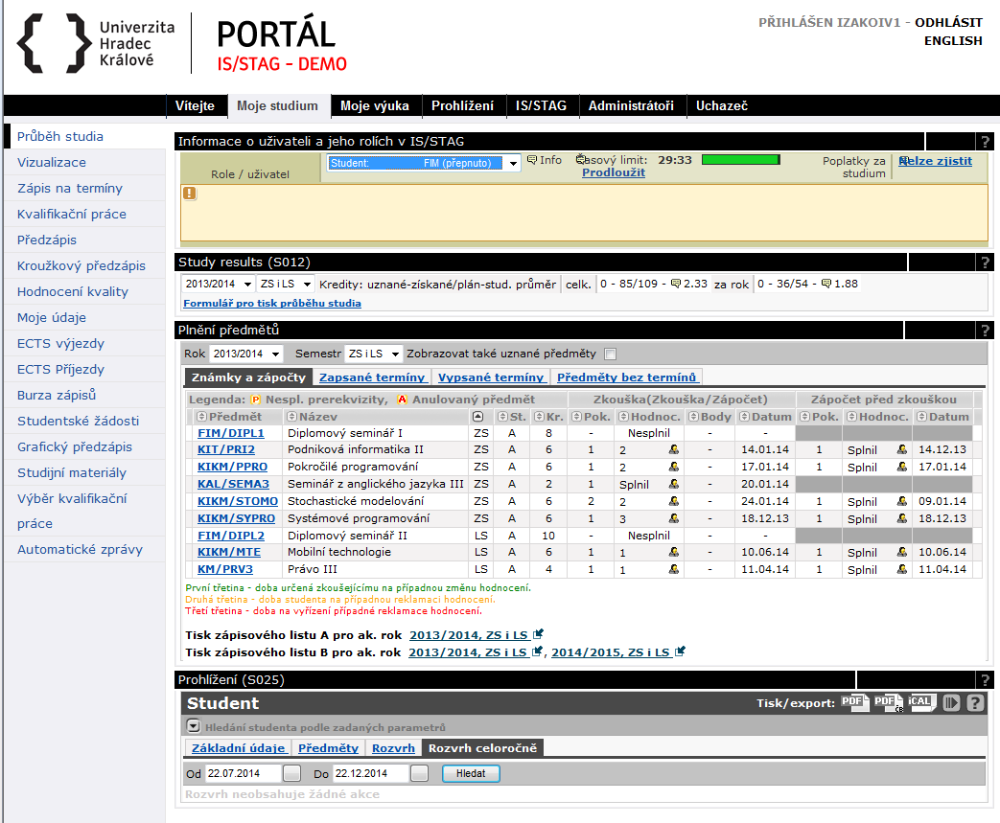 Univerzita
Hradec
Králové
PORTÁL
IS/STAG - DEMO
PŘIHLÁŠEN IZAKOIV1 - ODHLÁSIT
ENGLISH
Vítejte Moje studium Moje výuka Prohlížení IS/STAG Administrátoři Uchazeč
Průběh studia
Vizualizace
Zápis na termíny
Kvalifikační práce
Předzápis
Kroužkový předzápis
Hodnocení kvality
Moje údaje
ECTS výjezdy
ECTS Příjezdy
Burza zápisů
Studentské žádosti
Grafický předzápis
Studijní materiály
Výběr kvalifikační
práce
Automatické zprávy
Informace o uživateli a jeho rolích v IS/STAG ?
Role / uživatel
Student: FIM (přepnuto)
Info
Časový limit: 29:33
Prodloužit
Poplatky za
studium
Nelze zjistit
Study results (S012) ?
2013/2014 ZS i LS Kredity: uznané-získané/plán-stud. průměr celk. 0 - 85/109 - 2.33 za rok 0 - 36/54 - 1.88
Formulář pro tisk průběhu studia
Plnění předmětů ?
Rok 2013/2014 Semestr ZS i LS Zobrazovat také uznané předměty
Známky a zápočty Zapsané termíny Vypsané termíny Předměty bez termínů
Legenda: P Nespl. prerekvizity, A Anulovaný předmět Zkouška(Zkouška/Zápočet) Zápočet před zkouškou
Předmět Název St. Kr. Pok. Hodnoc. Body Datum Pok. Hodnoc. Datum
FIM/DIPL1 Diplomový seminář I ZS A 8 - Nesplnil - -
KIT/PRI2 Podniková informatika II ZS A 6 1 2 - 14.01.14 1 Splnil 14.12.13
KIKM/PPRO Pokročilé programování ZS A 6 1 2 - 17.01.14 1 Splnil 17.01.14
KAL/SEMA3 Seminář z anglického jazyka III ZS A 2 1 Splnil - 20.01.14
KIKM/STOMO Stochastické modelování ZS A 6 2 2 - 24.01.14 1 Splnil 09.01.14
KIKM/SYPRO Systémové programování ZS A 6 1 3 - 18.12.13 1 Splnil 18.12.13
FIM/DIPL2 Diplomový seminář II LS A 10 - Nesplnil - -
KIKM/MTE Mobilní technologie LS A 6 1 1 - 10.06.14 1 Splnil 10.06.14
KM/PRV3 Právo III LS A 4 1 1 - 11.04.14 1 Splnil 11.04.14
První třetina - doba určená zkoušejícímu na případnou změnu hodnocení.
Druhá třetina - doba studenta na případnou reklamaci hodnocení.
Třetí třetina - doba na vyřízení případné reklamace hodnocení.
Tisk zápisového listu A pro ak. rok 2013/2014, ZS i LS
Tisk zápisového listu B pro ak. rok 2013/2014, ZS i LS , 2014/2015, ZS i LS
Prohlížení (S025) ?
Student Tisk/export: PDF PDF ČB iCAL ?
Hledání studenta podle zadaných parametrů
Základní údaje Předměty Rozvrh Rozvrh celoročně
Od 22.07.2014 Do 22.12.2014 Hledat
Rozvrh neobsahuje žádné akce